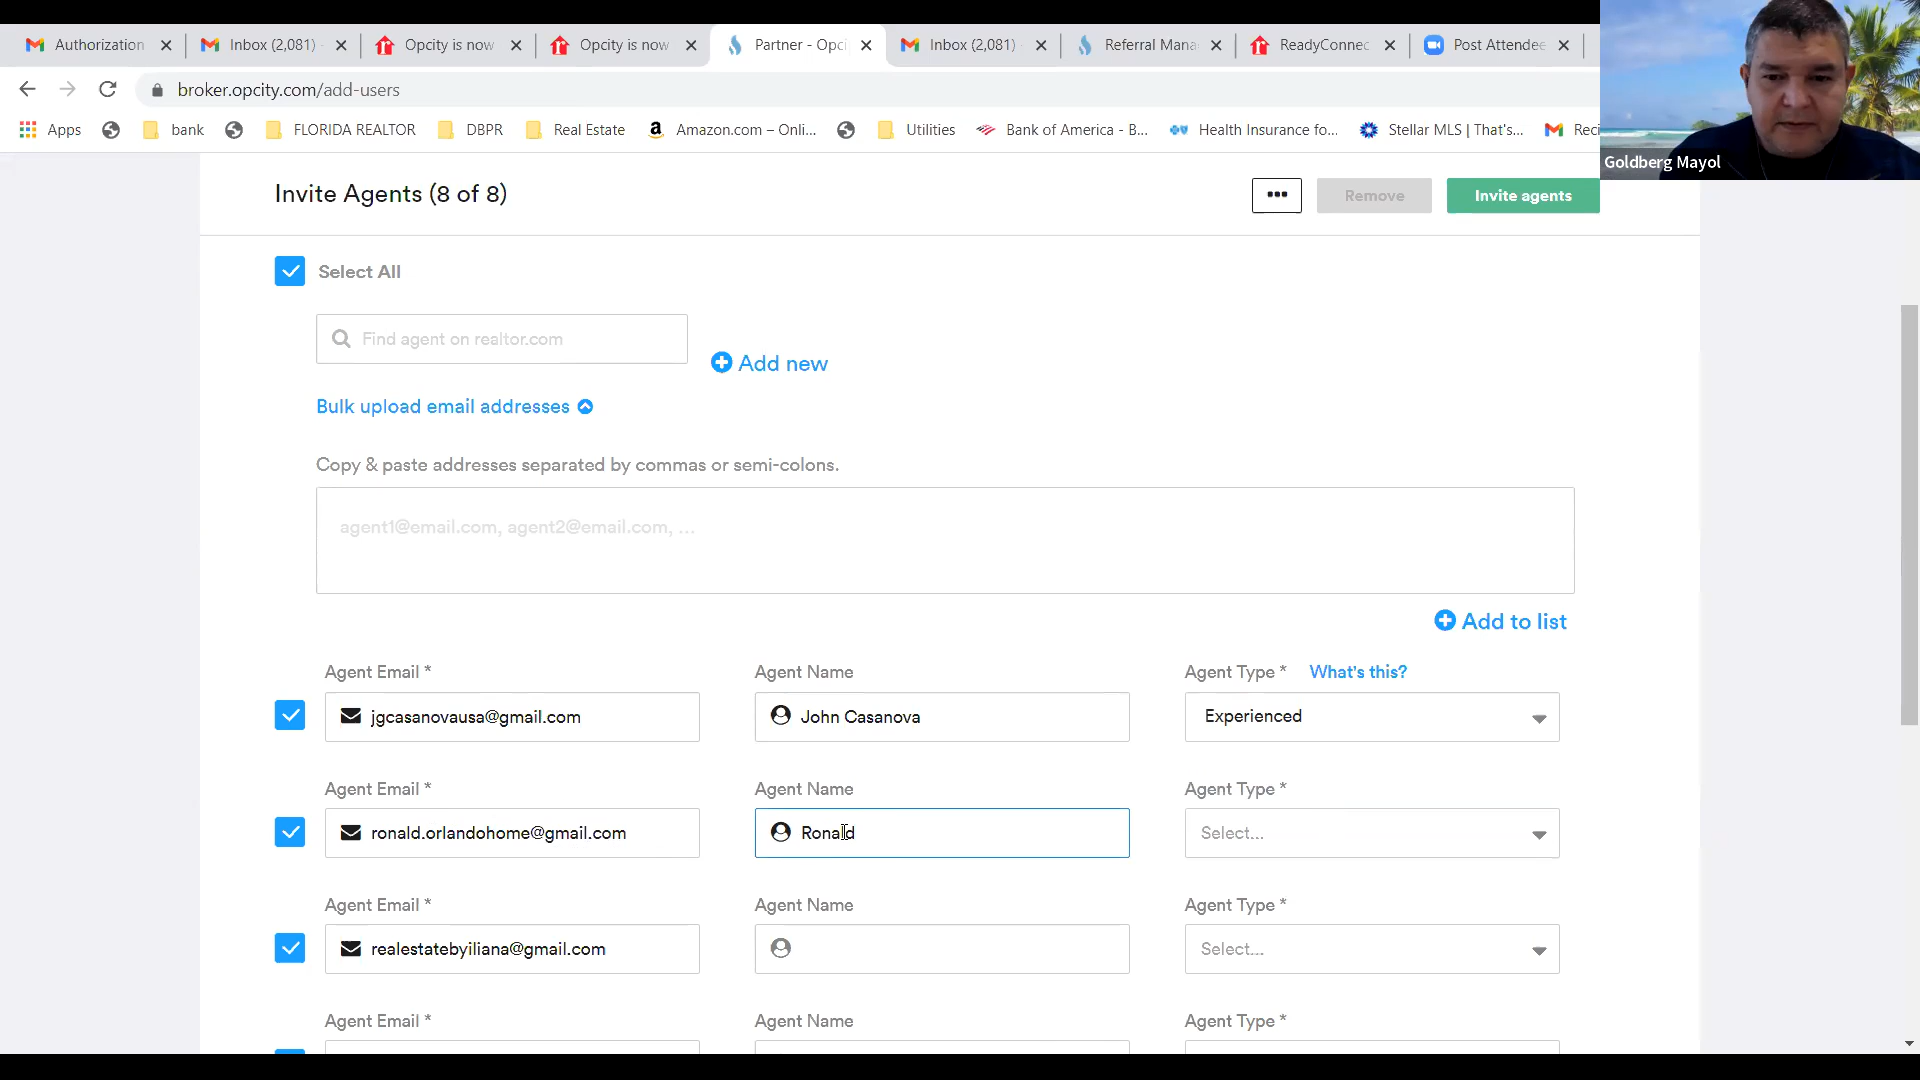 Authorization
Inbox (2,081)
Opcity is now
Opcity is now
Partner - Opci
Inbox (2,081)
Referral Mana
ReadyConnec
Post Attendee
broker.opcity.com/add-users
Apps
bank
FLORIDA REALTOR
DBPR
Real Estate
Amazon.com – Onli...
Utilities
Bank of America - B...
Health Insurance fo...
Stellar MLS | That's...
Reci
Goldberg Mayol
Invite Agents (8 of 8)
•••
Remove
Invite agents
Select All
Find agent on realtor.com
Add new
Bulk upload email addresses
Copy & paste addresses separated by commas or semi-colons.
agent1@email.com, agent2@email.com, ...
Add to list
Agent Email *
Agent Name
Agent Type *
What's this?
jgcasanovausa@gmail.com
John Casanova
Experienced
Agent Email *
Agent Name
Agent Type *
ronald.orlandohome@gmail.com
Ronald
Select...
Agent Email *
Agent Name
Agent Type *
realestatebyiliana@gmail.com
Select...
Agent Email *
Agent Name
Agent Type *